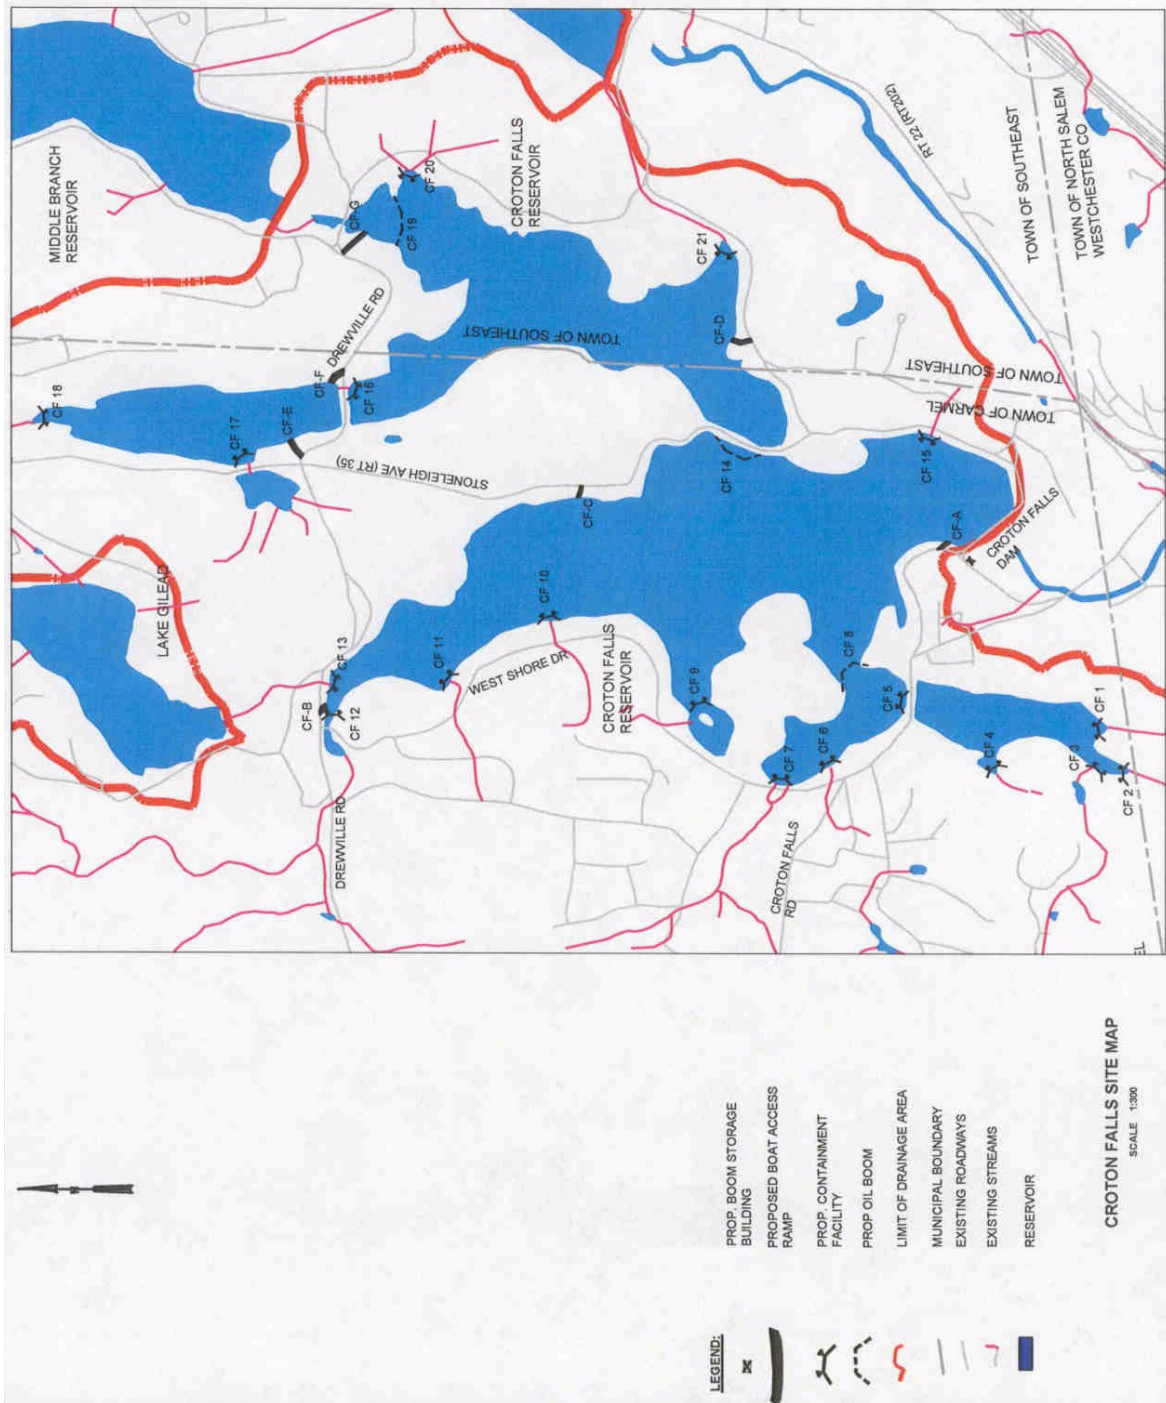 MIDDLE BRANCH
RESERVOIR
CF 18
CF 17
CF-E
CF-F
CF 16
DREWVILLE RD
CF-G
CF 20
CF 19
CROTON FALLS
RESERVOIR
RT 22 (RT202)
TOWN OF SOUTHEAST
TOWN OF NORTH SALEM
WESTCHESTER CO
LAKE GILEAD
STONELEIGH AVE (RT 35)
TOWN OF SOUTHEAST
CF 21
CF-D
CF-C
CF 14
TOWN OF SOUTHEAST
TOWN OF CARMEL
CF 15
CF-A
CROTON FALLS
DAM
CF-B
CF 13
CF 12
CF 11
CF 10
WEST SHORE DR
CROTON FALLS
RESERVOIR
CF 9
CF 8
CF 5
CF 7
CF 6
CF 4
CF 3
CF 1
CF 2
DREWVILLE RD
CROTON FALLS
RD
EL
LEGEND:
PROP. BOOM STORAGE
BUILDING
PROPOSED BOAT ACCESS
RAMP
PROP. CONTAINMENT
FACILITY
PROP OIL BOOM
LIMIT OF DRAINAGE AREA
MUNICIPAL BOUNDARY
EXISTING ROADWAYS
EXISTING STREAMS
RESERVOIR
CROTON FALLS SITE MAP
SCALE 1:300